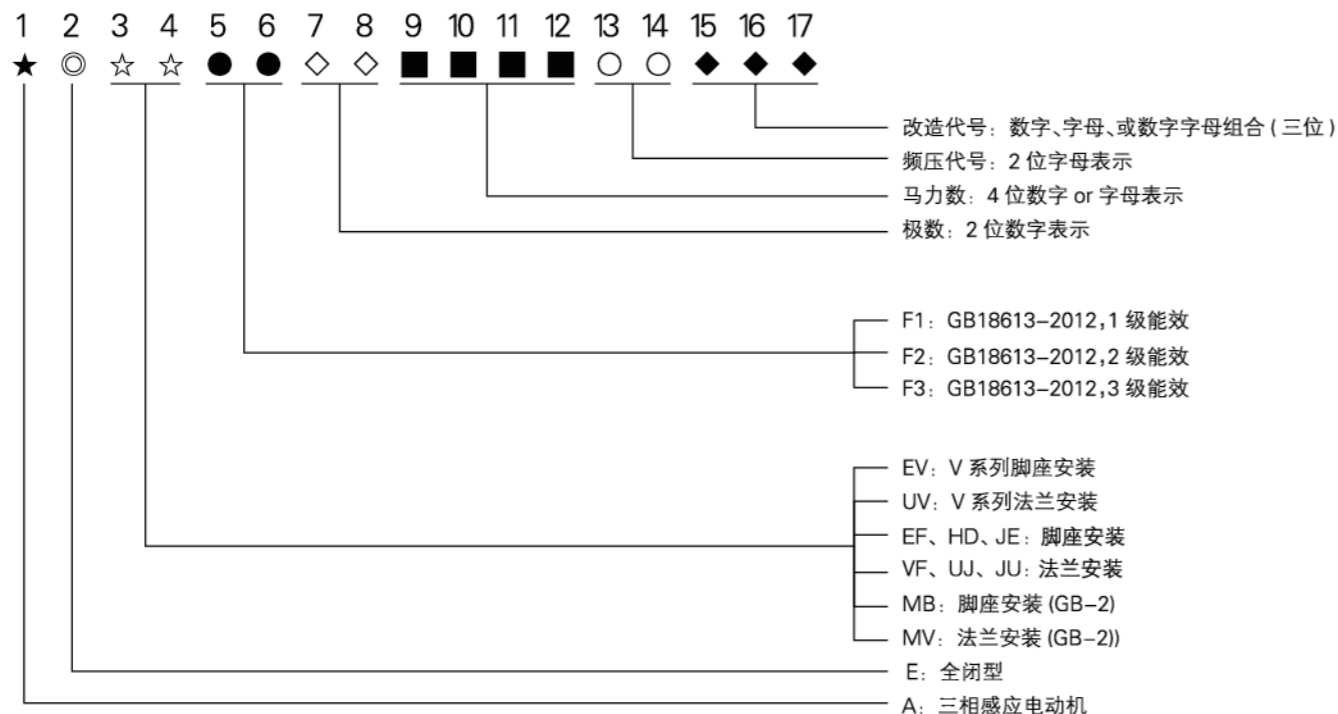 1 2 3 4 5 6 7 8 9 10 11 12 13 14 15 16 17
★ ◎ ☆ ☆ ● ● ◇ ◇ ■ ■ ■ ■ ○ ○ ◆ ◆ ◆
改造代号：数字、字母、或数字字母组合 ( 三位 )
频压代号：2 位字母表示
马力数：4 位数字 or 字母表示
极数：2 位数字表示
F1：GB18613–2012,1 级能效
F2：GB18613–2012,2 级能效
F3：GB18613–2012,3 级能效
EV：V 系列脚座安装
UV：V 系列法兰安装
EF、HD、JE：脚座安装
VF、UJ、JU：法兰安装
MB：脚座安装 (GB–2)
MV：法兰安装 (GB–2))
E：全闭型
A：三相感应电动机